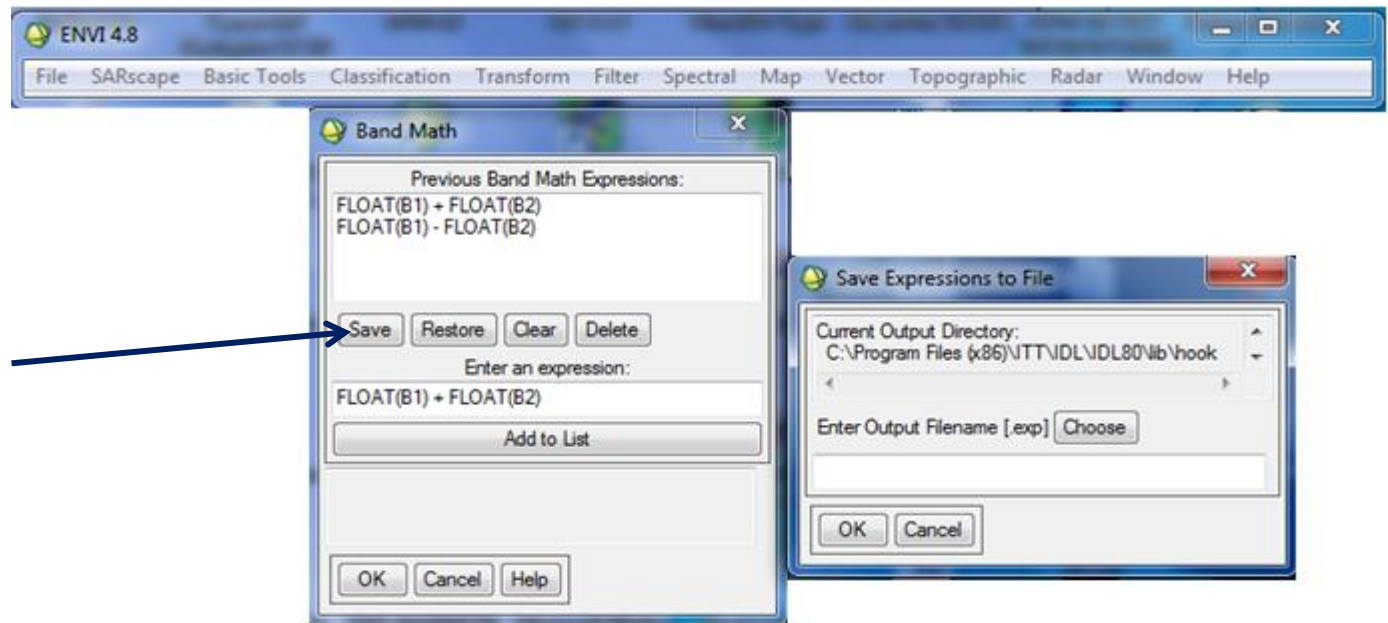 ENVI 4.8
File SARscape Basic Tools Classification Transform Filter Spectral Map Vector Topographic Radar Window Help
Band Math
Previous Band Math Expressions:
FLOAT(B1) + FLOAT(B2)
FLOAT(B1) - FLOAT(B2)
Save Restore Clear Delete
Enter an expression:
FLOAT(B1) + FLOAT(B2)
Add to List
OK Cancel Help
Save Expressions to File
Current Output Directory:
C:\Program Files (x86)\ITT\IDL\IDL80\lib\hook
Enter Output Filename [.exp] Choose
OK Cancel